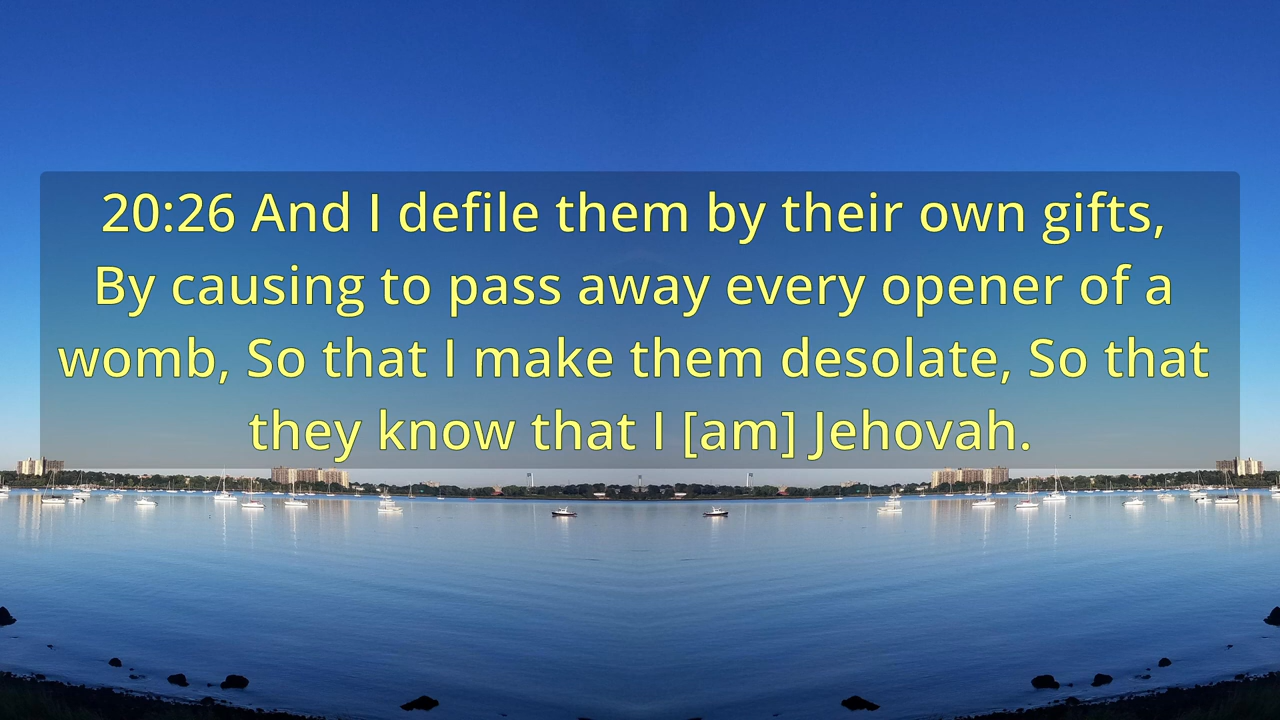 20:26 And I defile them by their own gifts,
By causing to pass away every opener of a
womb, So that I make them desolate, So that
they know that I [am] Jehovah.